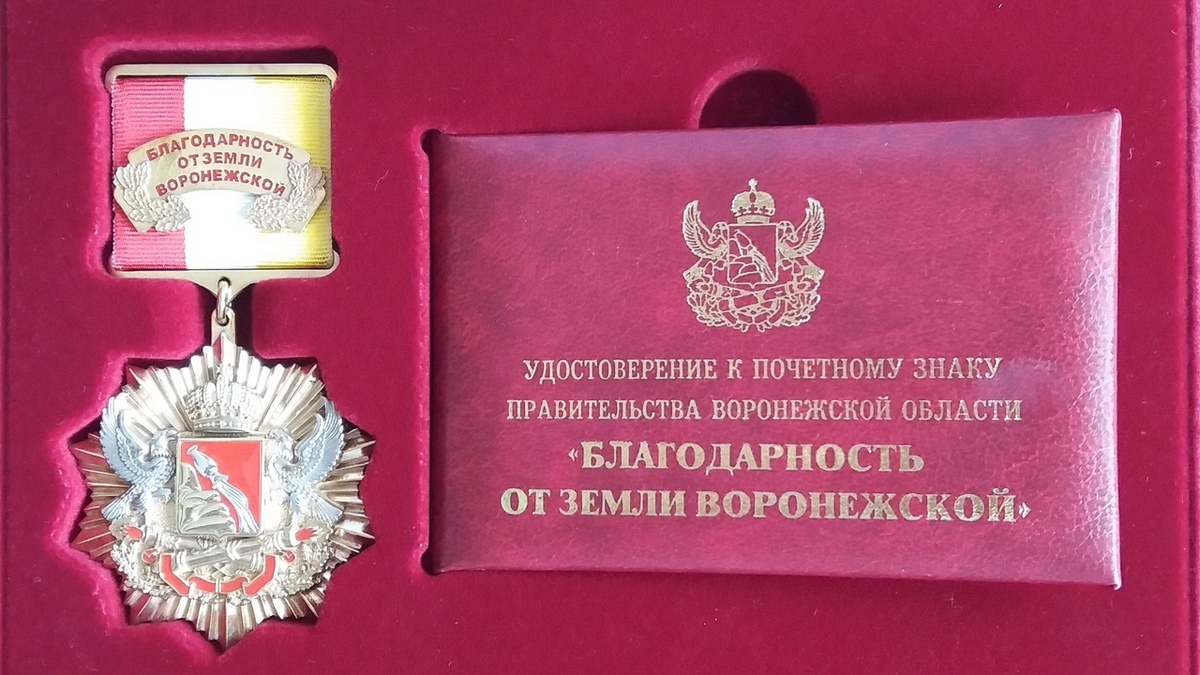 БЛАГОДАРНОСТЬ
ОТ ЗЕМЛИ
ВОРОНЕЖСКОЙ
УДОСТОВЕРЕНИЕ К ПОЧЕТНОМУ ЗНАКУ
ПРАВИТЕЛЬСТВА ВОРОНЕЖСКОЙ ОБЛАСТИ
«БЛАГОДАРНОСТЬ
ОТ ЗЕМЛИ ВОРОНЕЖСКОЙ»